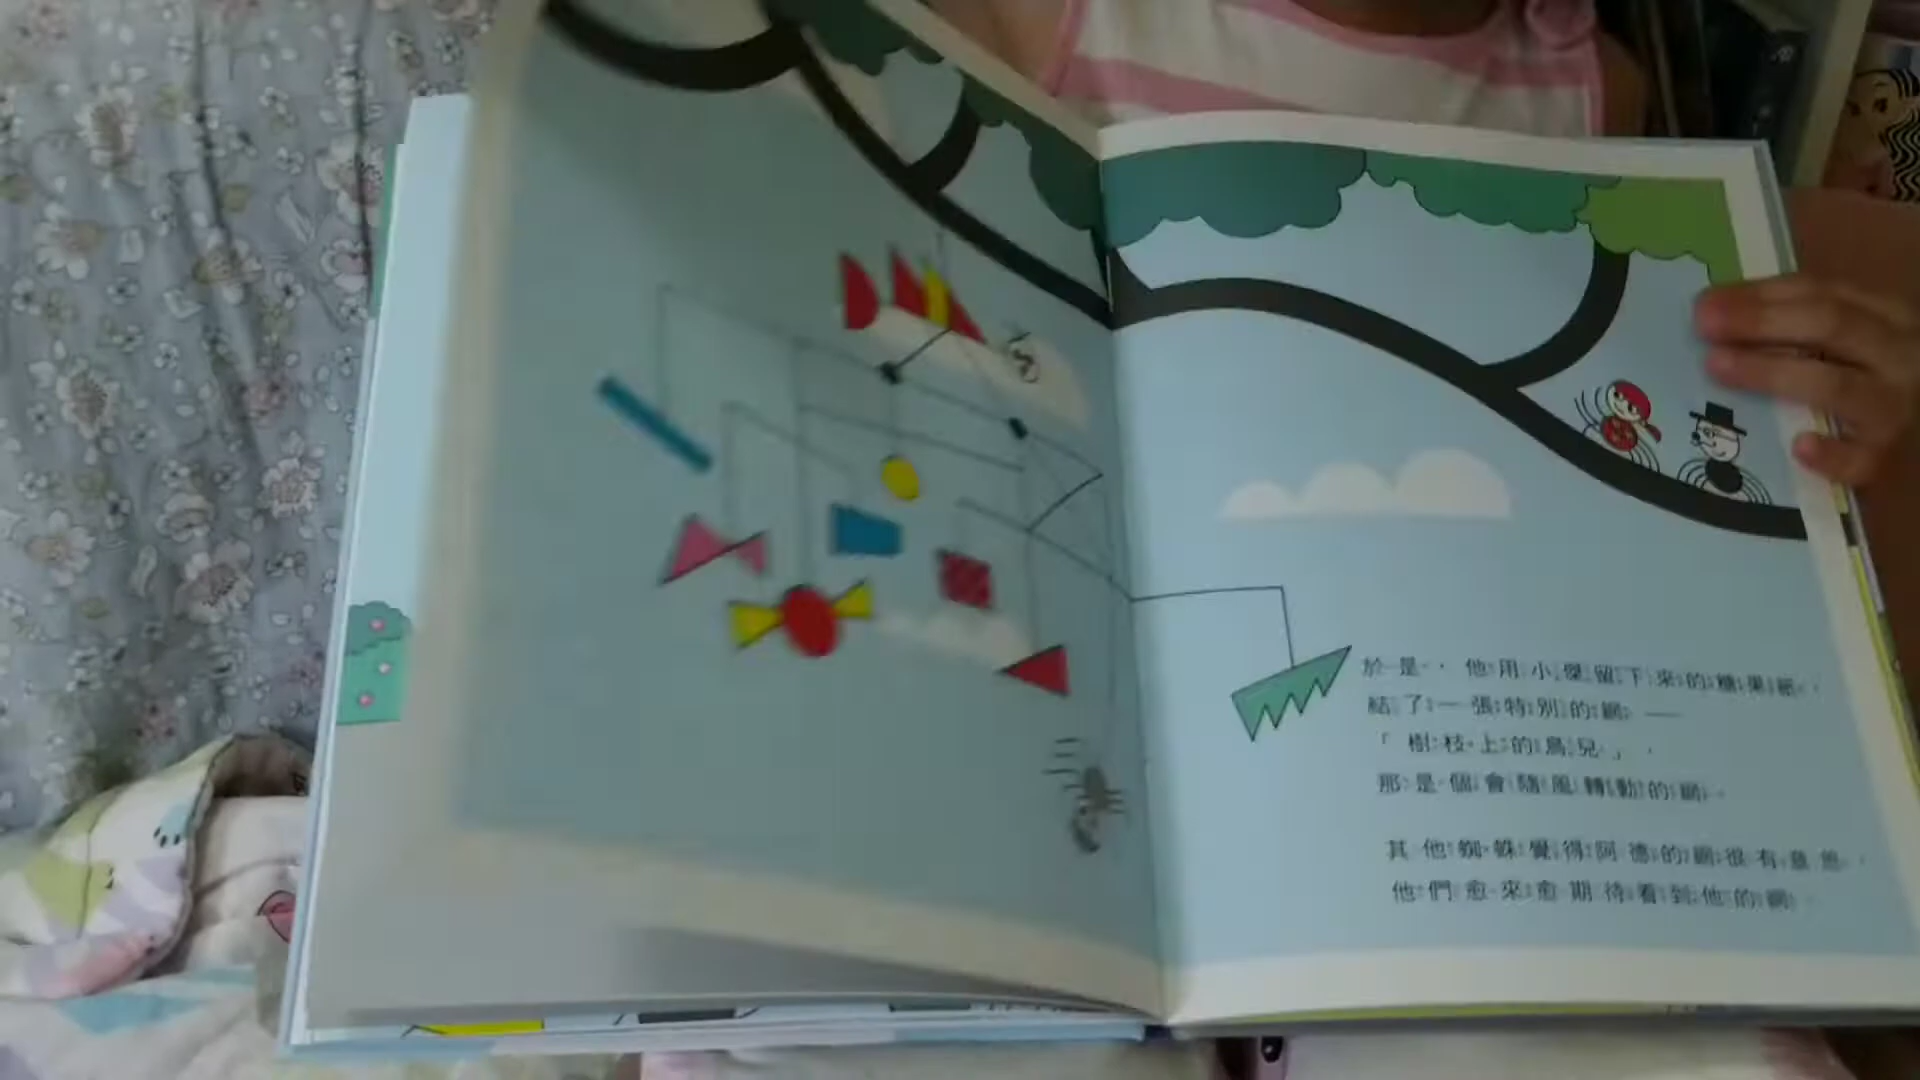 於是，他用小傑留下來的糖果紙，
結了一張特別的網——
「樹枝上的鳥兒」，
那是個會隨風轉動的網。
其他蜘蛛覺得阿德的網很有意思，
他們愈來愈期待看到他的網。